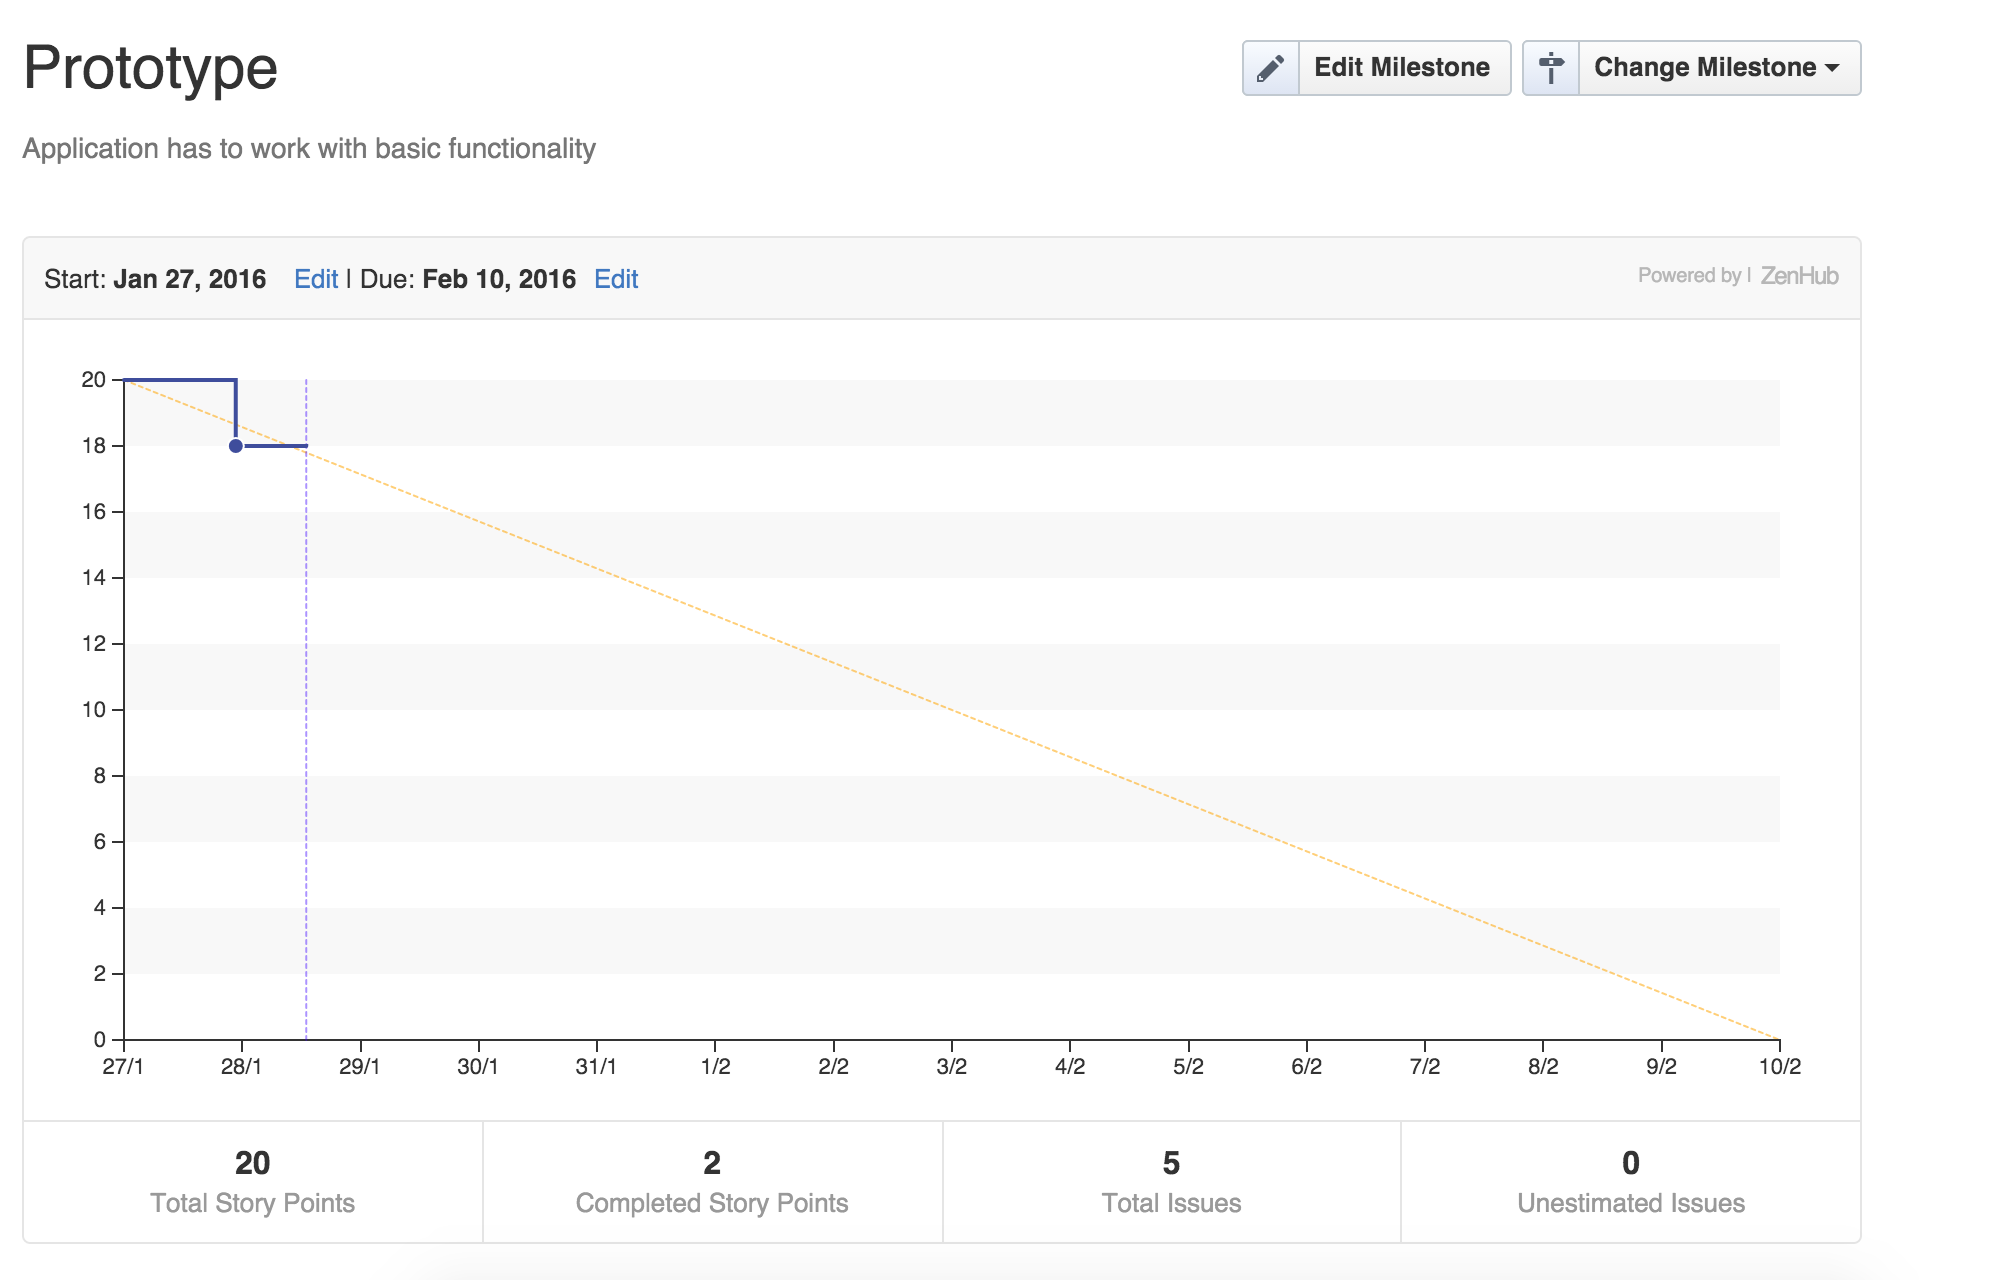 Prototype
Edit Milestone
Change Milestone
Application has to work with basic functionality
Start: Jan 27, 2016 Edit | Due: Feb 10, 2016 Edit
Powered by | ZenHub
20
18
16
14
12
10
8
6
4
2
0
27/1 28/1 29/1 30/1 31/1 1/2 2/2 3/2 4/2 5/2 6/2 7/2 8/2 9/2 10/2
20
Total Story Points
2
Completed Story Points
5
Total Issues
0
Unestimated Issues